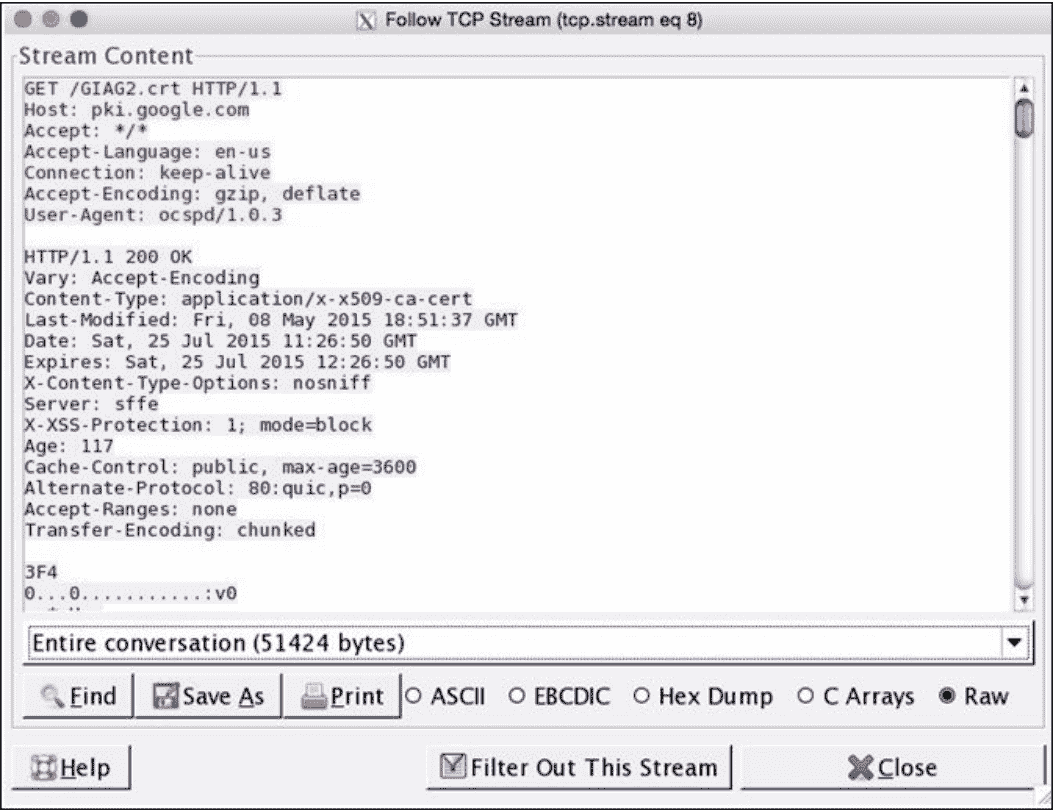 Follow TCP Stream (tcp.stream eq 8)
Stream Content
GET /GIAG2.crt HTTP/1.1
Host: pki.google.com
Accept: */*
Accept-Language: en-us
Connection: keep-alive
Accept-Encoding: gzip, deflate
User-Agent: ocspd/1.0.3

HTTP/1.1 200 OK
Vary: Accept-Encoding
Content-Type: application/x-x509-ca-cert
Last-Modified: Fri, 08 May 2015 18:51:37 GMT
Date: Sat, 25 Jul 2015 11:26:50 GMT
Expires: Sat, 25 Jul 2015 12:26:50 GMT
X-Content-Type-Options: nosniff
Server: sffe
X-XSS-Protection: 1; mode=block
Age: 117
Cache-Control: public, max-age=3600
Alternate-Protocol: 80:quic,p=0
Accept-Ranges: none
Transfer-Encoding: chunked

3F4
0...0...........:v0
Entire conversation (51424 bytes)
Find Save As Print ASCII EBCDIC Hex Dump C Arrays Raw
Help Filter Out This Stream Close